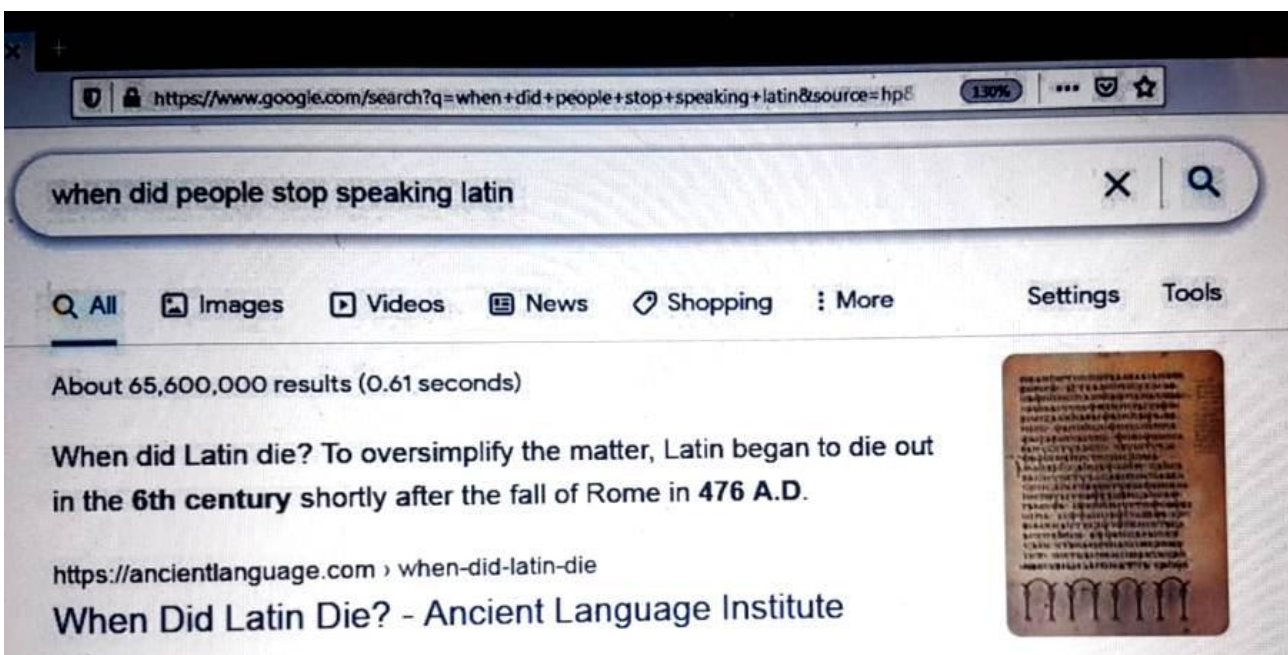 https://www.google.com/search?q=when+did+people+stop+speaking+latin&source=hp&
130%
when did people stop speaking latin
All Images Videos News Shopping More Settings Tools
About 65,600,000 results (0.61 seconds)
When did Latin die? To oversimplify the matter, Latin began to die out
in the 6th century shortly after the fall of Rome in 476 A.D.
https://ancientlanguage.com › when-did-latin-die
When Did Latin Die? - Ancient Language Institute